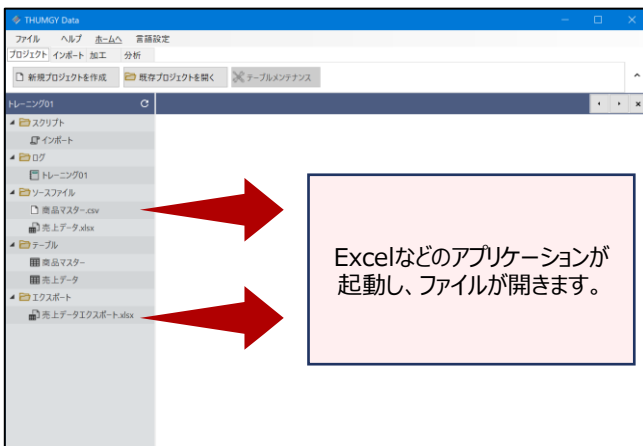 THUMGY Data
ファイル ヘルプ ホームへ 言語設定
プロジェクト インポート 加工 分析
新規プロジェクトを作成 既存プロジェクトを開く テーブルメンテナンス
トレーニング01
スクリプト
インポート
ログ
トレーニング01
ソースファイル
商品マスター.csv
売上データ.xlsx
テーブル
商品マスター
売上データ
エクスポート
売上データエクスポート.xlsx
Excelなどのアプリケーションが
起動し、ファイルが開きます。